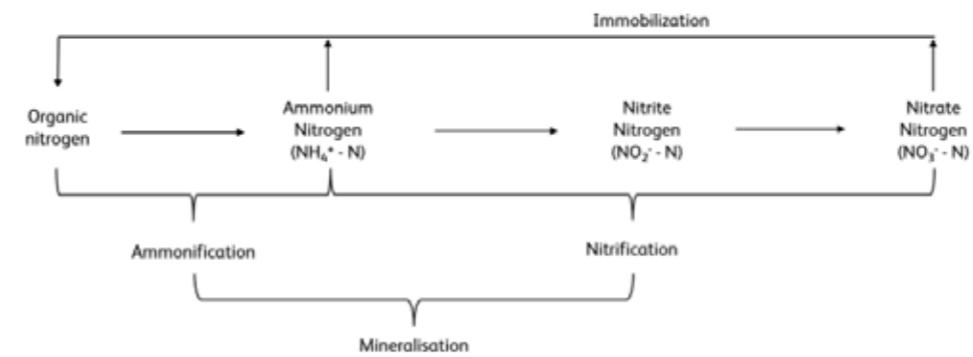 Immobilization
Organic
nitrogen
Ammonium
Nitrogen
(NH₄⁺ - N)
Nitrite
Nitrogen
(NO₂⁻ - N)
Nitrate
Nitrogen
(NO₃⁻ - N)
Ammonification
Nitrification
Mineralisation